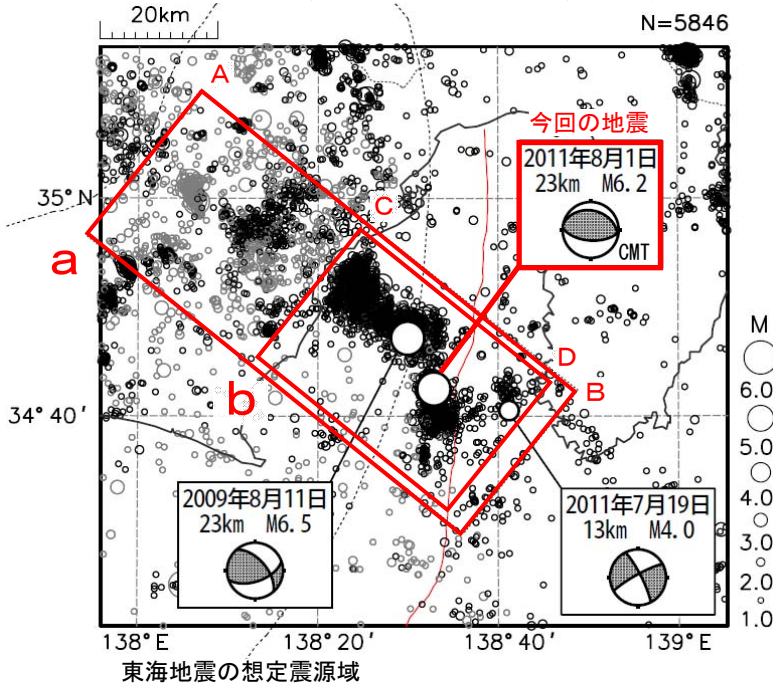 20km
N=5846
A
今回の地震
2011年8月1日
23km M6.2
CMT
35°N
C
a
M
D
B
6.0
b
34°40′
5.0
4.0
2009年8月11日
23km M6.5
2011年7月19日
13km M4.0
3.0
2.0
1.0
138°E
138°20′
138°40′
139°E
東海地震の想定震源域